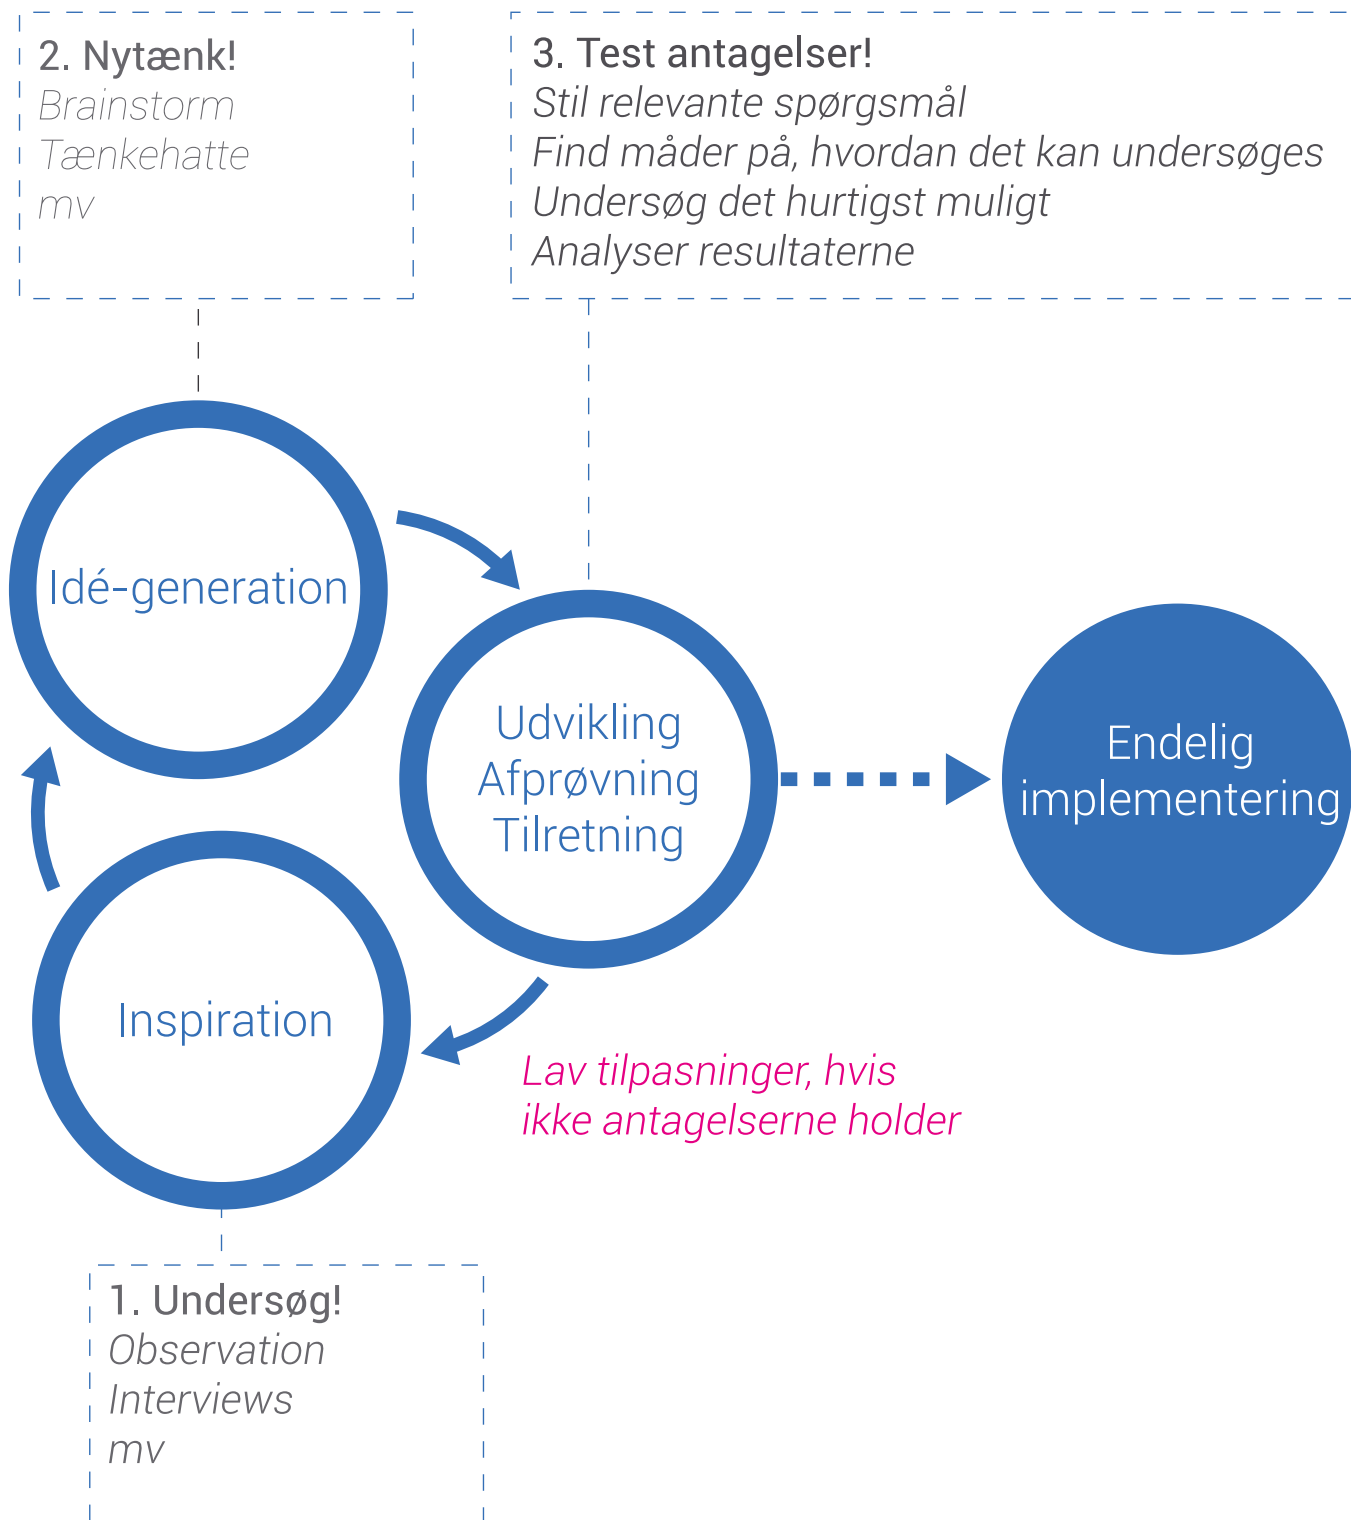 2. Nytænk!
Brainstorm
Tænkehatte
mv
3. Test antagelser!
Stil relevante spørgsmål
Find måder på, hvordan det kan undersøges
Undersøg det hurtigst muligt
Analyser resultaterne
Idé-generation
Udvikling
Afprøvning
Tilretning
Endelig
implementering
Inspiration
Lav tilpasninger, hvis
ikke antagelserne holder
1. Undersøg!
Observation
Interviews
mv